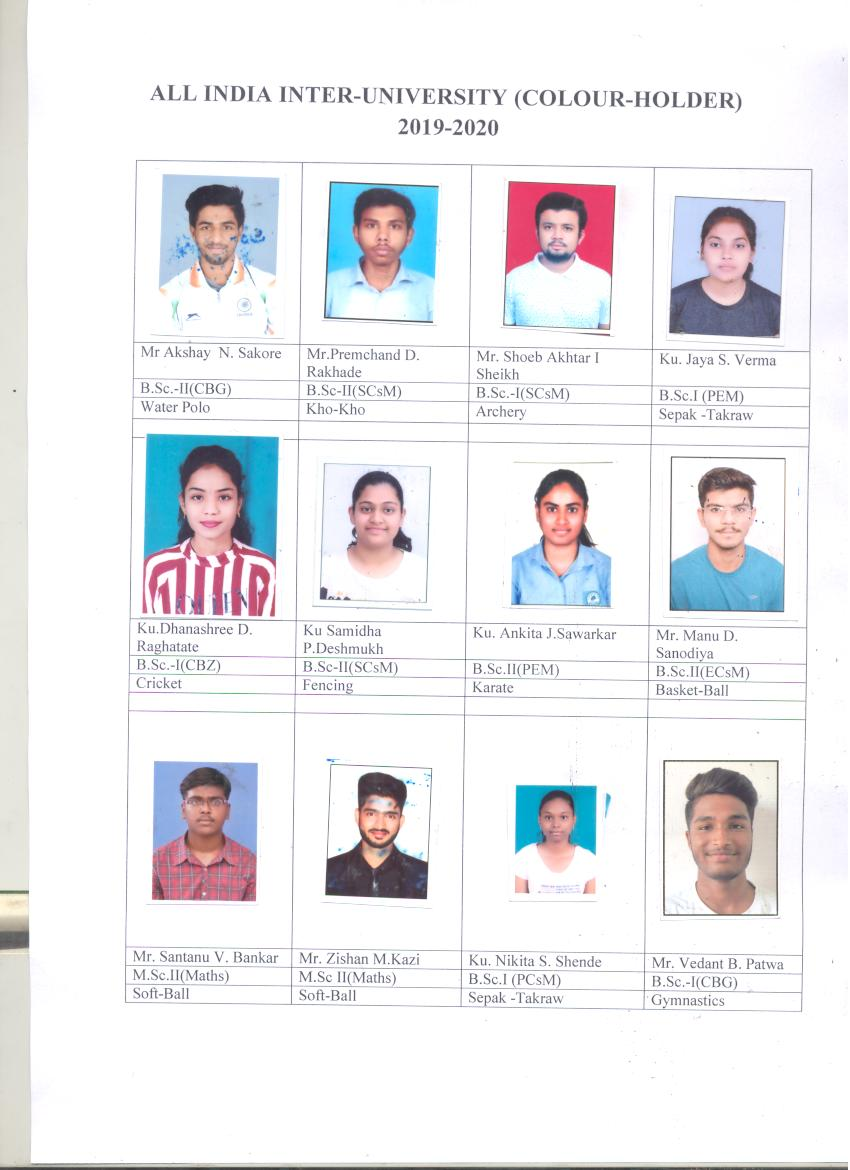 ALL INDIA INTER-UNIVERSITY (COLOUR-HOLDER)
2019-2020
Mr Akshay N. Sakore
B.Sc.-II(CBG)
Water Polo
Mr.Premchand D.
Rakhade
B.Sc-II(SCsM)
Kho-Kho
Mr. Shoeb Akhtar I
Sheikh
B.Sc.-I(SCsM)
Archery
Ku. Jaya S. Verma
B.Sc.I (PEM)
Sepak -Takraw
Ku.Dhanashree D.
Raghatate
B.Sc.-I(CBZ)
Cricket
Ku Samidha
P.Deshmukh
B.Sc-II(SCsM)
Fencing
Ku. Ankita J.Sawarkar
B.Sc.II(PEM)
Karate
Mr. Manu D.
Sanodiya
B.Sc.II(ECsM)
Basket-Ball
Mr. Santanu V. Bankar
M.Sc.II(Maths)
Soft-Ball
Mr. Zishan M.Kazi
M.Sc II(Maths)
Soft-Ball
Ku. Nikita S. Shende
B.Sc.I (PCsM)
Sepak -Takraw
Mr. Vedant B. Patwa
B.Sc.-I(CBG)
Gymnastics